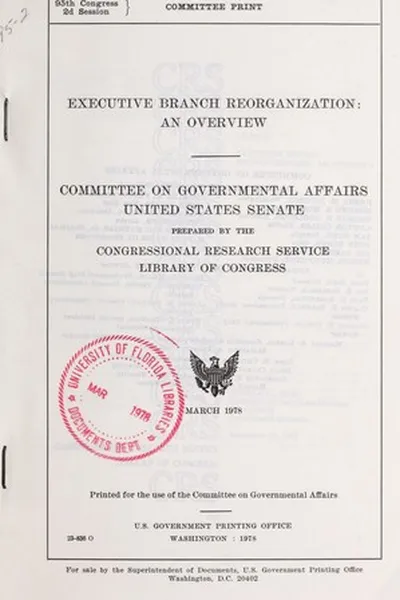 95th Congress
2d Session
COMMITTEE PRINT
EXECUTIVE BRANCH REORGANIZATION:
AN OVERVIEW
COMMITTEE ON GOVERNMENTAL AFFAIRS
UNITED STATES SENATE
PREPARED BY THE
CONGRESSIONAL RESEARCH SERVICE
LIBRARY OF CONGRESS
UNIVERSITY OF FLORIDA LIBRARIES
MAR
1978
DOCUMENTS DEPT
MARCH 1978
Printed for the use of the Committee on Governmental Affairs
U.S. GOVERNMENT PRINTING OFFICE
WASHINGTON : 1978
For sale by the Superintendent of Documents, U.S. Government Printing Office
Washington, D.C. 20402